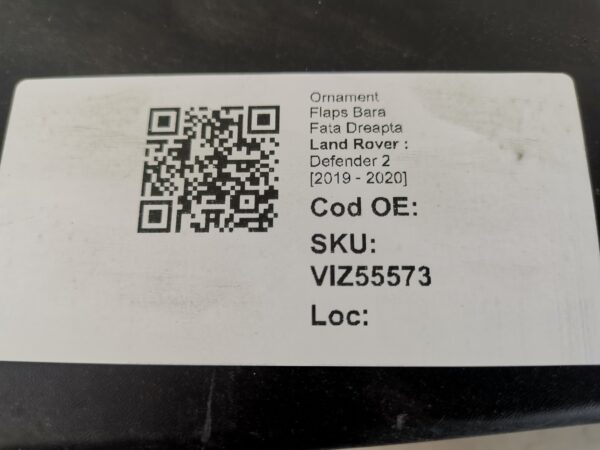 Ornament
Flaps Bara
Fata Dreapta
Land Rover :
Defender 2
[2019 - 2020]
Cod OE:
SKU:
VIZ55573
Loc: